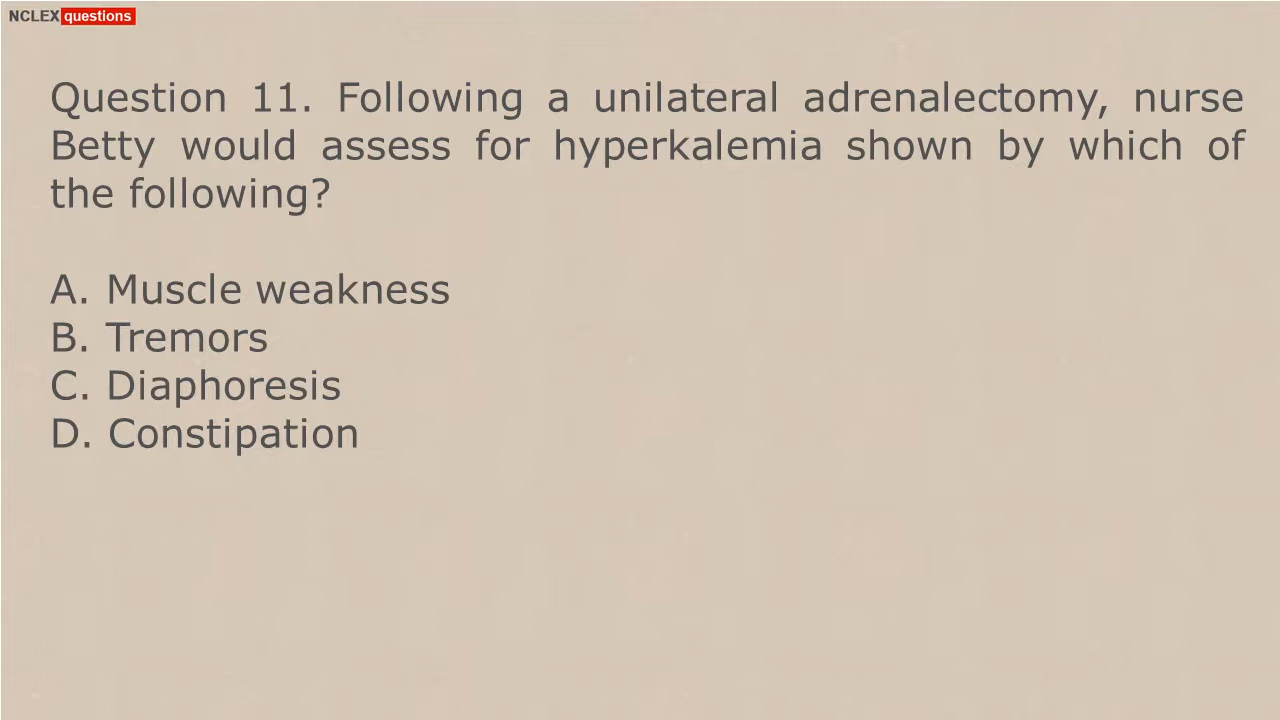 NCLEX questions
Question 11. Following a unilateral adrenalectomy, nurse
Betty would assess for hyperkalemia shown by which of
the following?
A. Muscle weakness
B. Tremors
C. Diaphoresis
D. Constipation